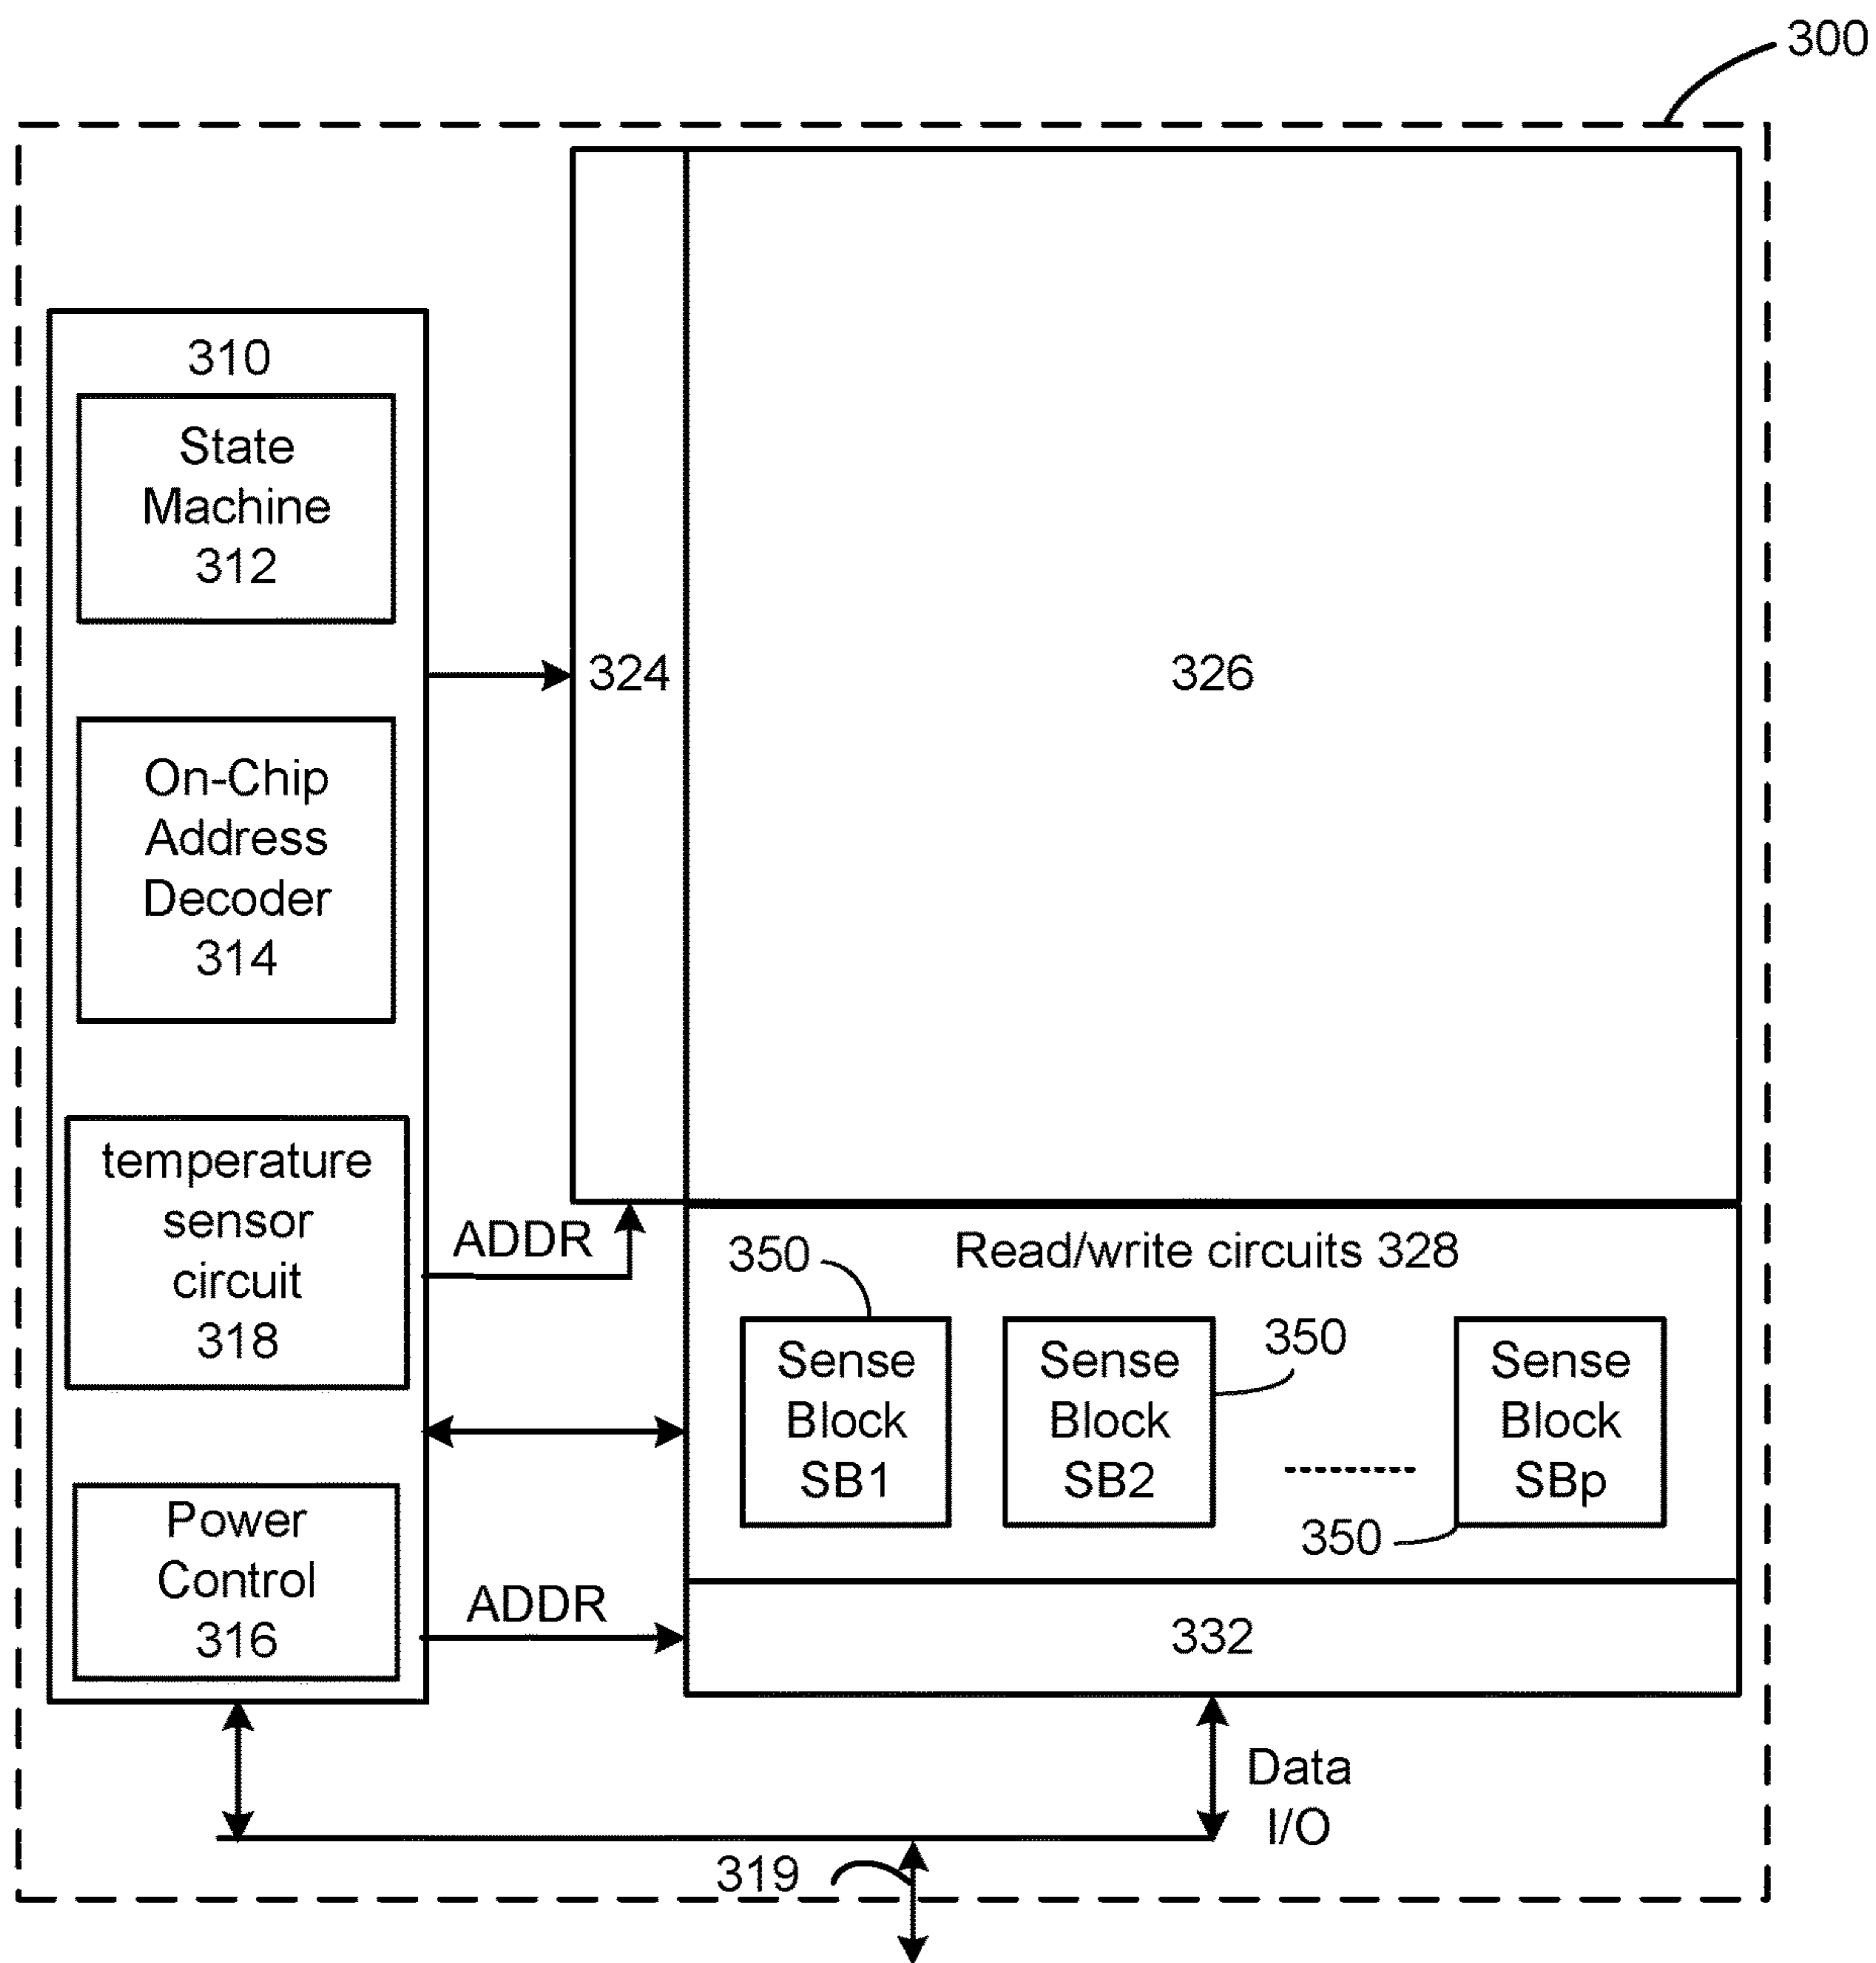 300
310
State
Machine
312
324
326
On-Chip
Address
Decoder
314
temperature
sensor
circuit
318
ADDR
Read/write circuits 328
350
Sense
Block
SB1
Sense
Block
SB2
350
Sense
Block
SBp
350
Power
Control
316
ADDR
332
Data
I/O
319